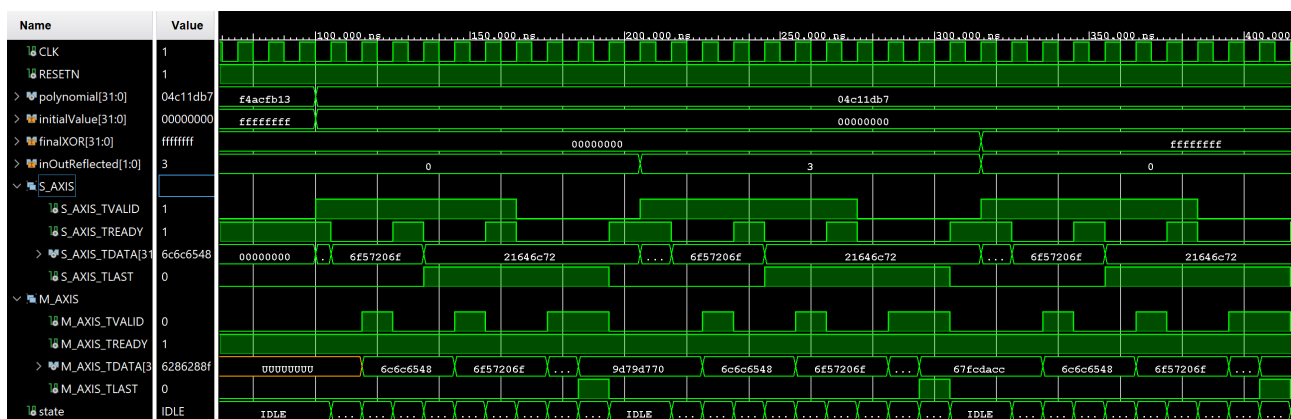 Name Value
100.000 ns 150.000 ns 200.000 ns 250.000 ns 300.000 ns 350.000 ns 400.000
CLK 1
RESETN 1
polynomial[31:0] 04c11db7 f4acfb13 04c11db7
initialValue[31:0] 00000000 ffffffff 00000000
finalXOR[31:0] ffffffff 00000000 ffffffff
inOutReflected[1:0] 3 0 3 0
S_AXIS
S_AXIS_TVALID 1
S_AXIS_TREADY 1
S_AXIS_TDATA[31 6c6c6548 00000000 . 6f57206f 21646c72 ... 6f57206f 21646c72 ... 6f57206f 21646c72
S_AXIS_TLAST 0
M_AXIS
M_AXIS_TVALID 0
M_AXIS_TREADY 1
M_AXIS_TDATA[3 6286288f UUUUUUUU 6c6c6548 6f57206f ... 9d79d770 6c6c6548 6f57206f ... 67fcdacc 6c6c6548 6f57206f ...
M_AXIS_TLAST 0
state IDLE IDLE ... ... ... ... ... ... ... ... ... IDLE ... ... ... ... ... ... ... ... ... IDLE ... ... ... ... ... ... ... ... ... ...